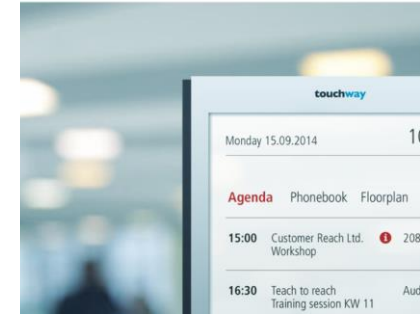 touchway
Monday 15.09.2014
Agenda Phonebook Floorplan
15:00 Customer Reach Ltd. 208
Workshop
16:30 Teach to reach
Training session KW 11